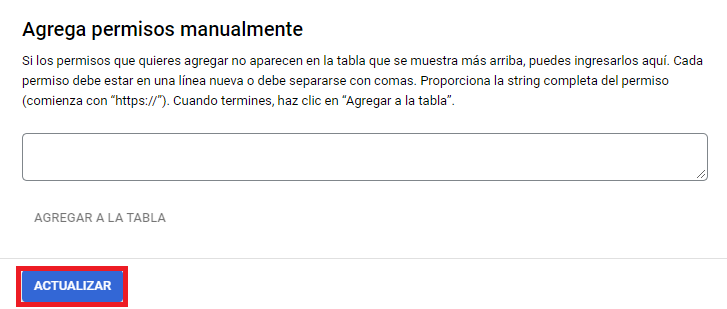 Agrega permisos manualmente
Si los permisos que quieres agregar no aparecen en la tabla que se muestra más arriba, puedes ingresarlos aquí. Cada
permiso debe estar en una línea nueva o debe separarse con comas. Proporciona la string completa del permiso
(comienza con “https://”). Cuando termines, haz clic en “Agregar a la tabla”.
AGREGAR A LA TABLA
ACTUALIZAR